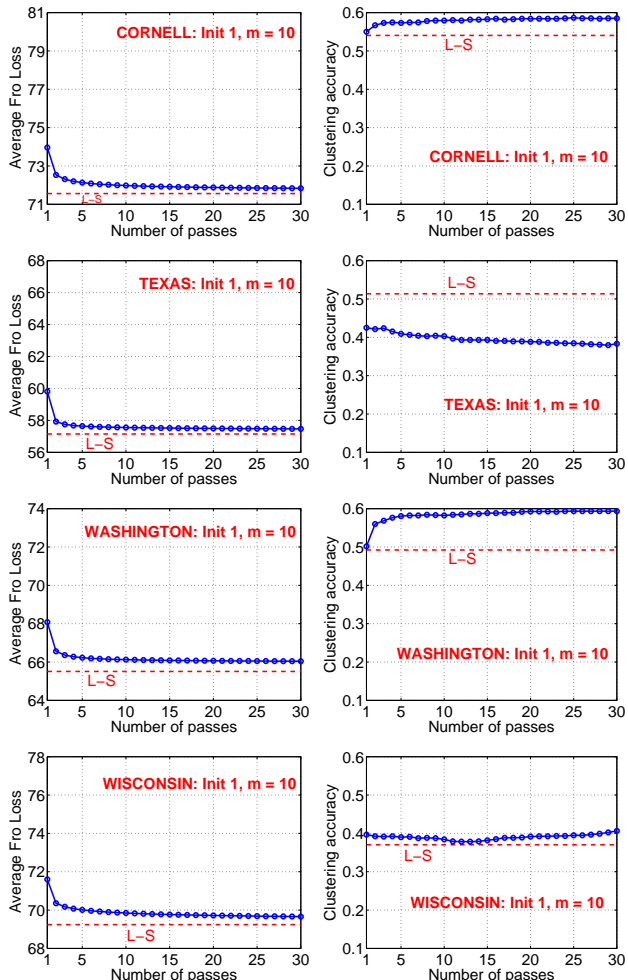 81
79
77
75
73
71
Average Fro Loss
CORNELL: Init 1, m = 10
L-S
1 5 10 15 20 25 30
Number of passes
0.6
0.5
0.4
0.3
0.2
0.1
Clustering accuracy
L-S
CORNELL: Init 1, m = 10
1 5 10 15 20 25 30
Number of passes
68
66
64
62
60
58
56
Average Fro Loss
TEXAS: Init 1, m = 10
L-S
1 5 10 15 20 25 30
Number of passes
0.6
0.5
0.4
0.3
0.2
0.1
Clustering accuracy
L-S
TEXAS: Init 1, m = 10
1 5 10 15 20 25 30
Number of passes
74
72
70
68
66
64
Average Fro Loss
WASHINGTON: Init 1, m = 10
L-S
1 5 10 15 20 25 30
Number of passes
0.6
0.5
0.4
0.3
0.2
0.1
Clustering accuracy
L-S
WASHINGTON: Init 1, m = 10
1 5 10 15 20 25 30
Number of passes
78
76
74
72
70
68
Average Fro Loss
WISCONSIN: Init 1, m = 10
L-S
1 5 10 15 20 25 30
Number of passes
0.6
0.5
0.4
0.3
0.2
0.1
Clustering accuracy
L-S
WISCONSIN: Init 1, m = 10
1 5 10 15 20 25 30
Number of passes